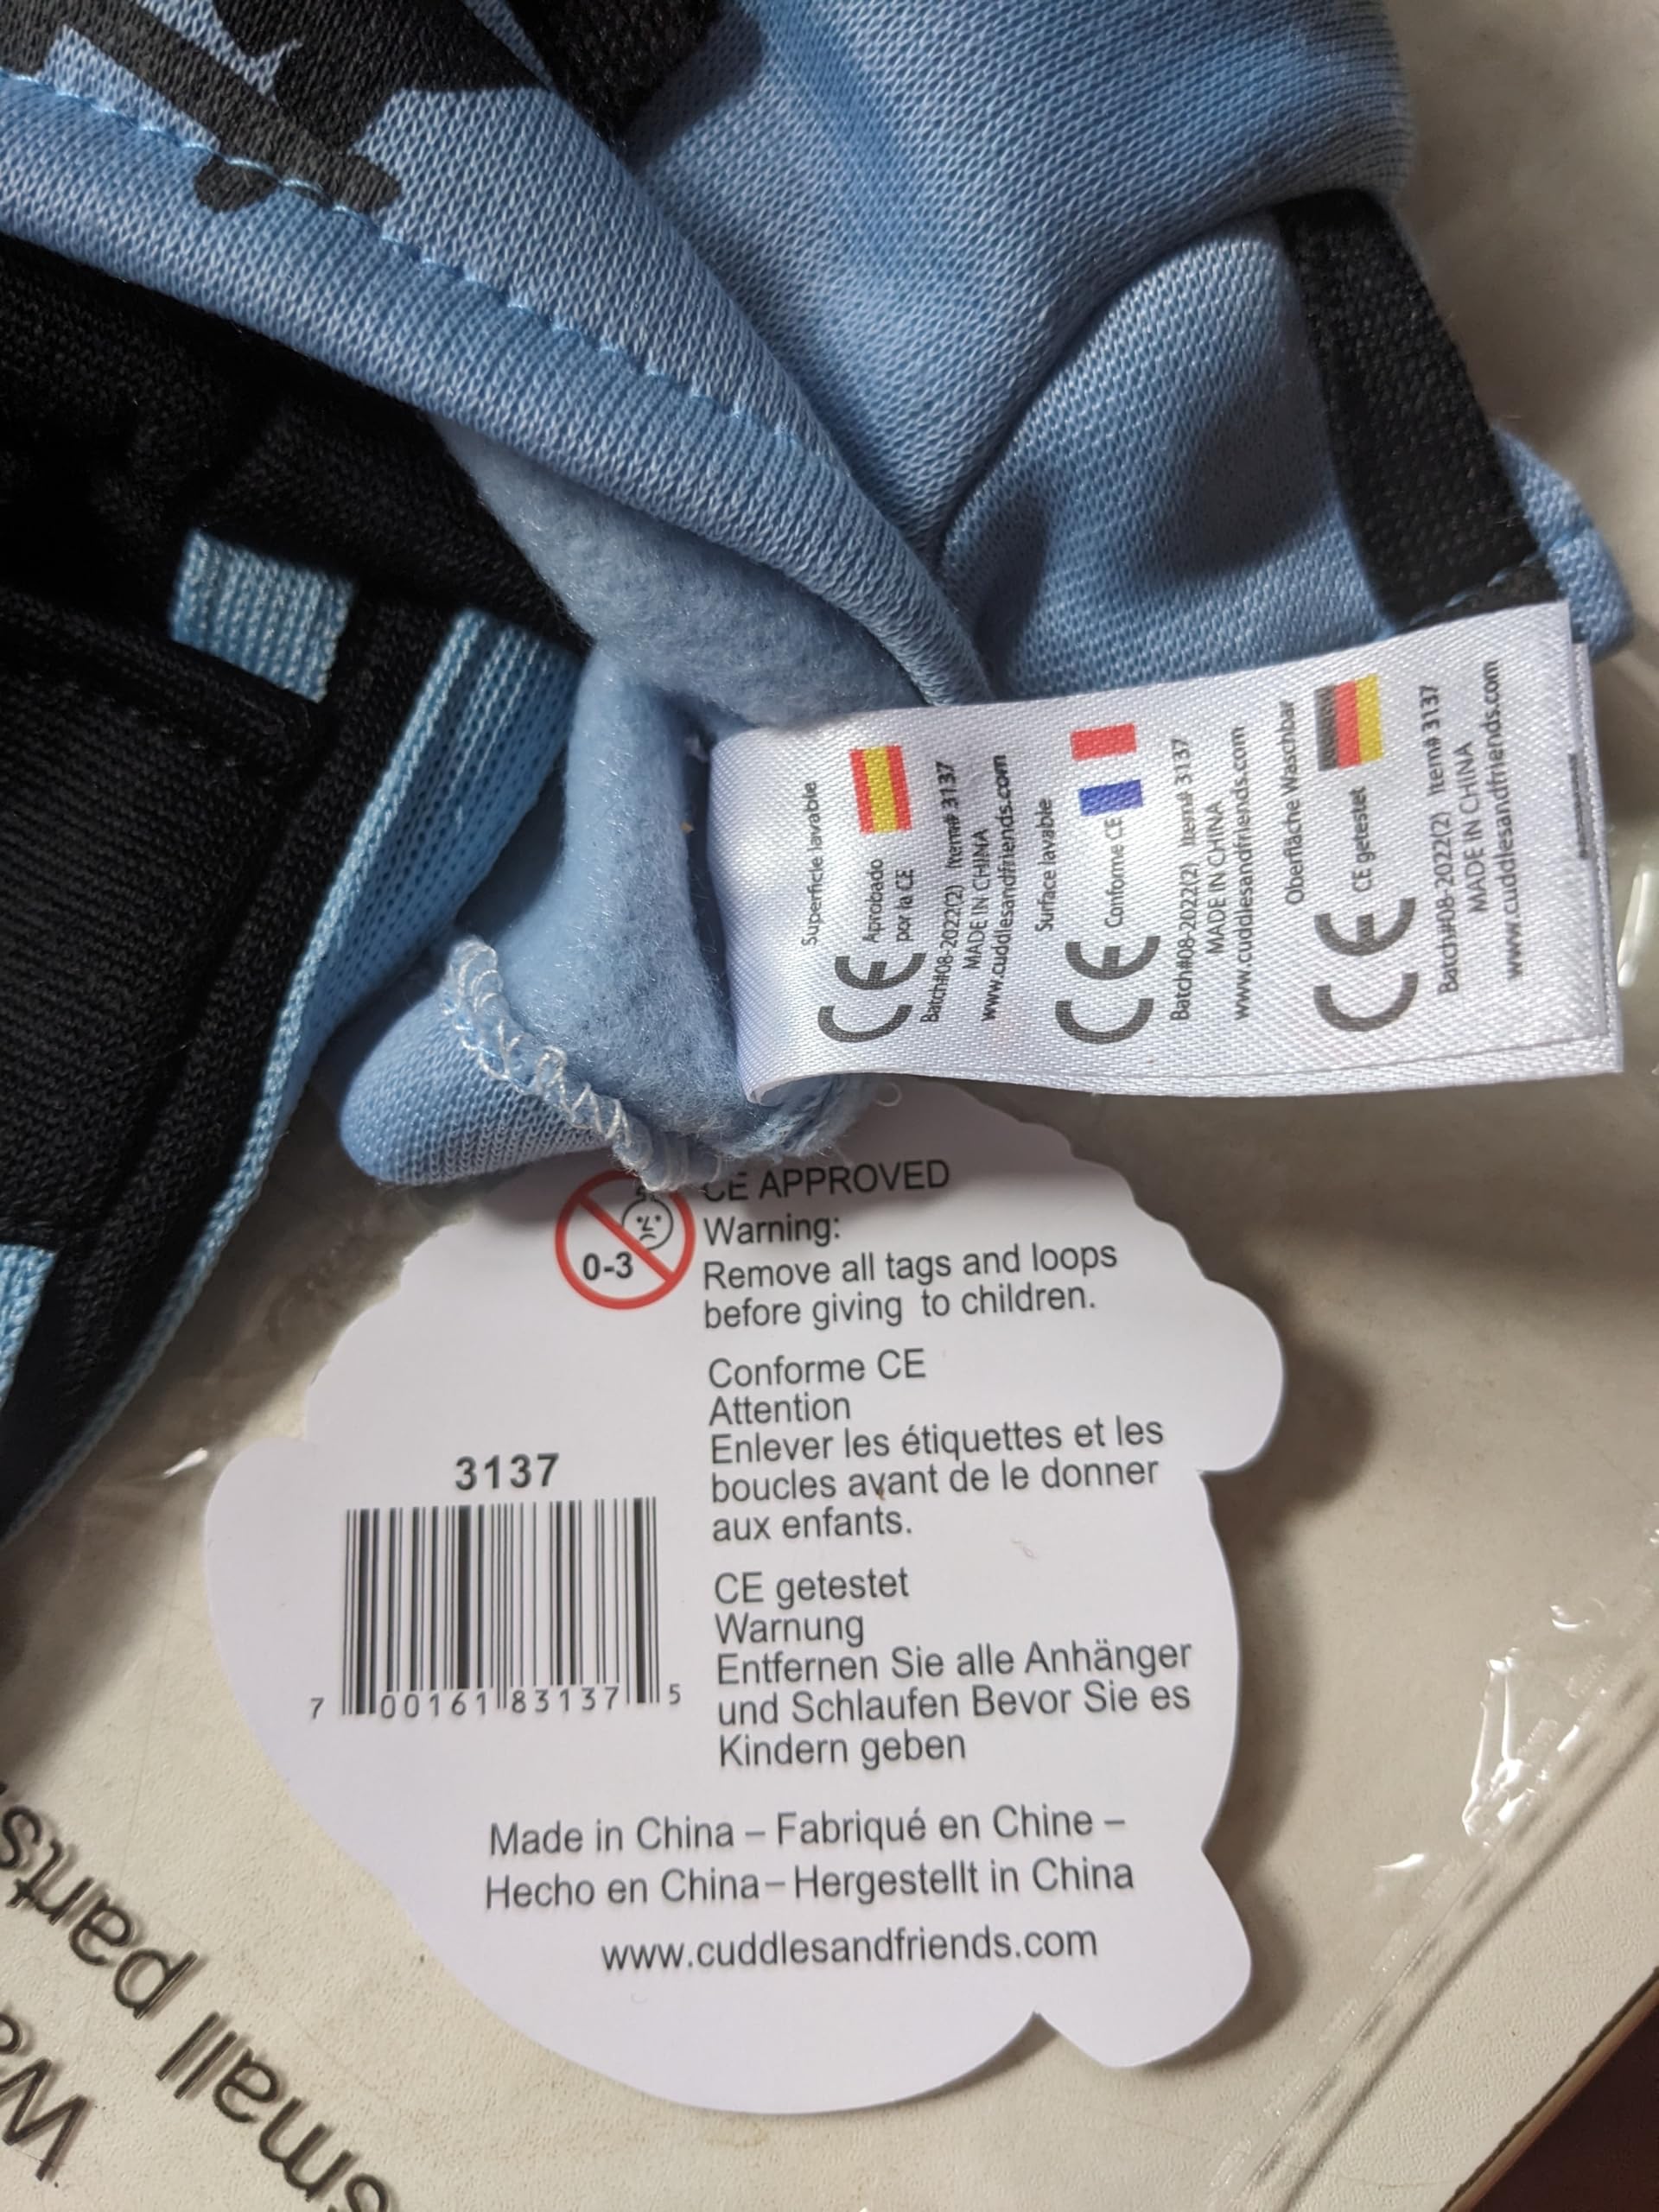 Superficie lavable
CE Aprobado
por la CE
Batch#08-2022(2) Item# 3137
MADE IN CHINA
www.cuddlesandfriends.com
Surface lavable
CE Conforme CE
Batch#08-2022(2) Item# 3137
MADE IN CHINA
www.cuddlesandfriends.com
Oberfläche Waschbar
CE CE getestet
Batch#08-2022(2) Item# 3137
MADE IN CHINA
www.cuddlesandfriends.com
0-3
CE APPROVED
Warning:
Remove all tags and loops
before giving to children.
Conforme CE
Attention
Enlever les étiquettes et les
boucles avant de le donner
aux enfants.
CE getestet
Warnung
Entfernen Sie alle Anhänger
und Schlaufen Bevor Sie es
Kindern geben
3137
7 00161 83137 5
Made in China – Fabriqué en Chine –
Hecho en China – Hergestellt in China
www.cuddlesandfriends.com
small parts.